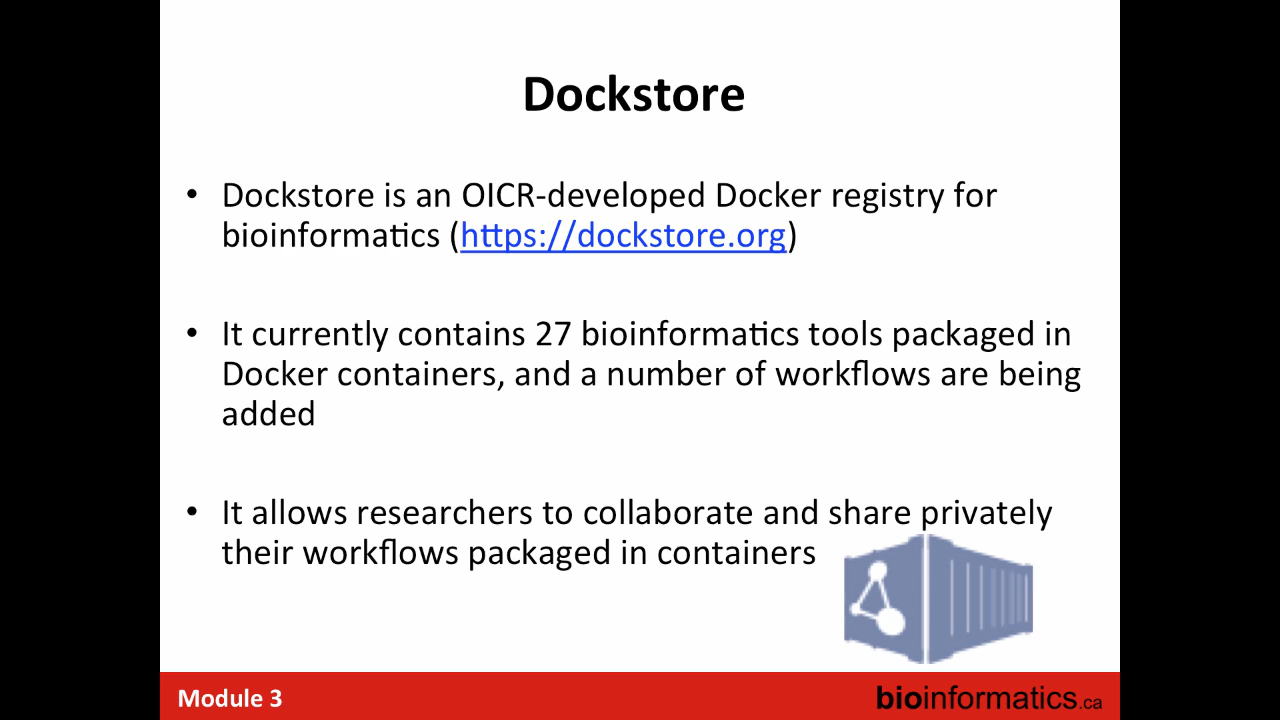 Dockstore
• Dockstore is an OICR-developed Docker registry for
bioinformatics (https://dockstore.org)
• It currently contains 27 bioinformatics tools packaged in
Docker containers, and a number of workflows are being
added
• It allows researchers to collaborate and share privately
their workflows packaged in containers
Module 3
bioinformatics.ca